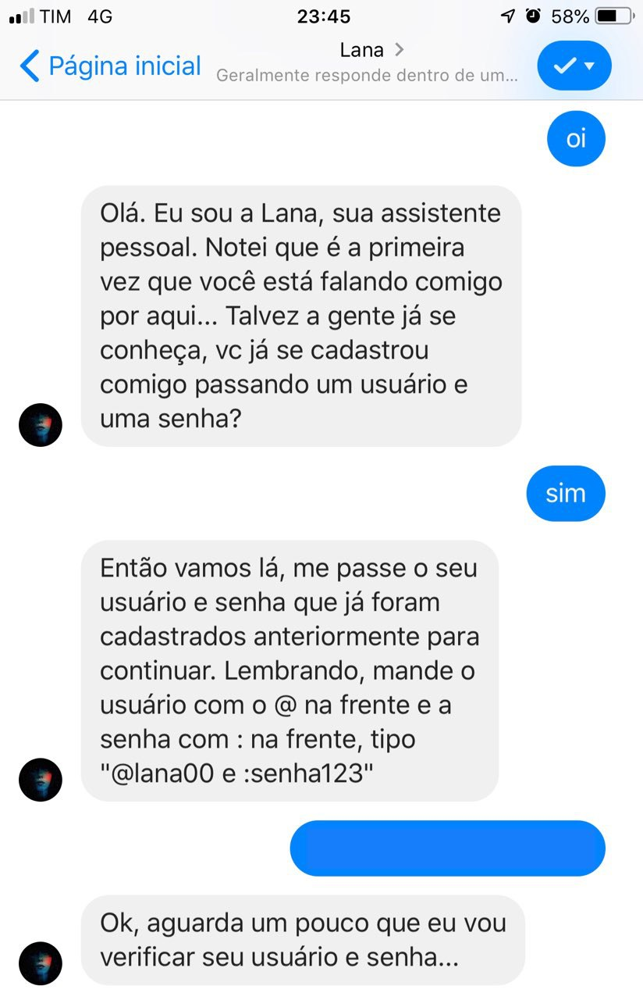 TIM 4G 23:45 58%
Página inicial
Lana
Geralmente responde dentro de um...
oi
Olá. Eu sou a Lana, sua assistente
pessoal. Notei que é a primeira
vez que você está falando comigo
por aqui... Talvez a gente já se
conheça, vc já se cadastrou
comigo passando um usuário e
uma senha?
sim
Então vamos lá, me passe o seu
usuário e senha que já foram
cadastrados anteriormente para
continuar. Lembrando, mande o
usuário com o @ na frente e a
senha com : na frente, tipo
"@lana00 e :senha123"
Ok, aguarda um pouco que eu vou
verificar seu usuário e senha...